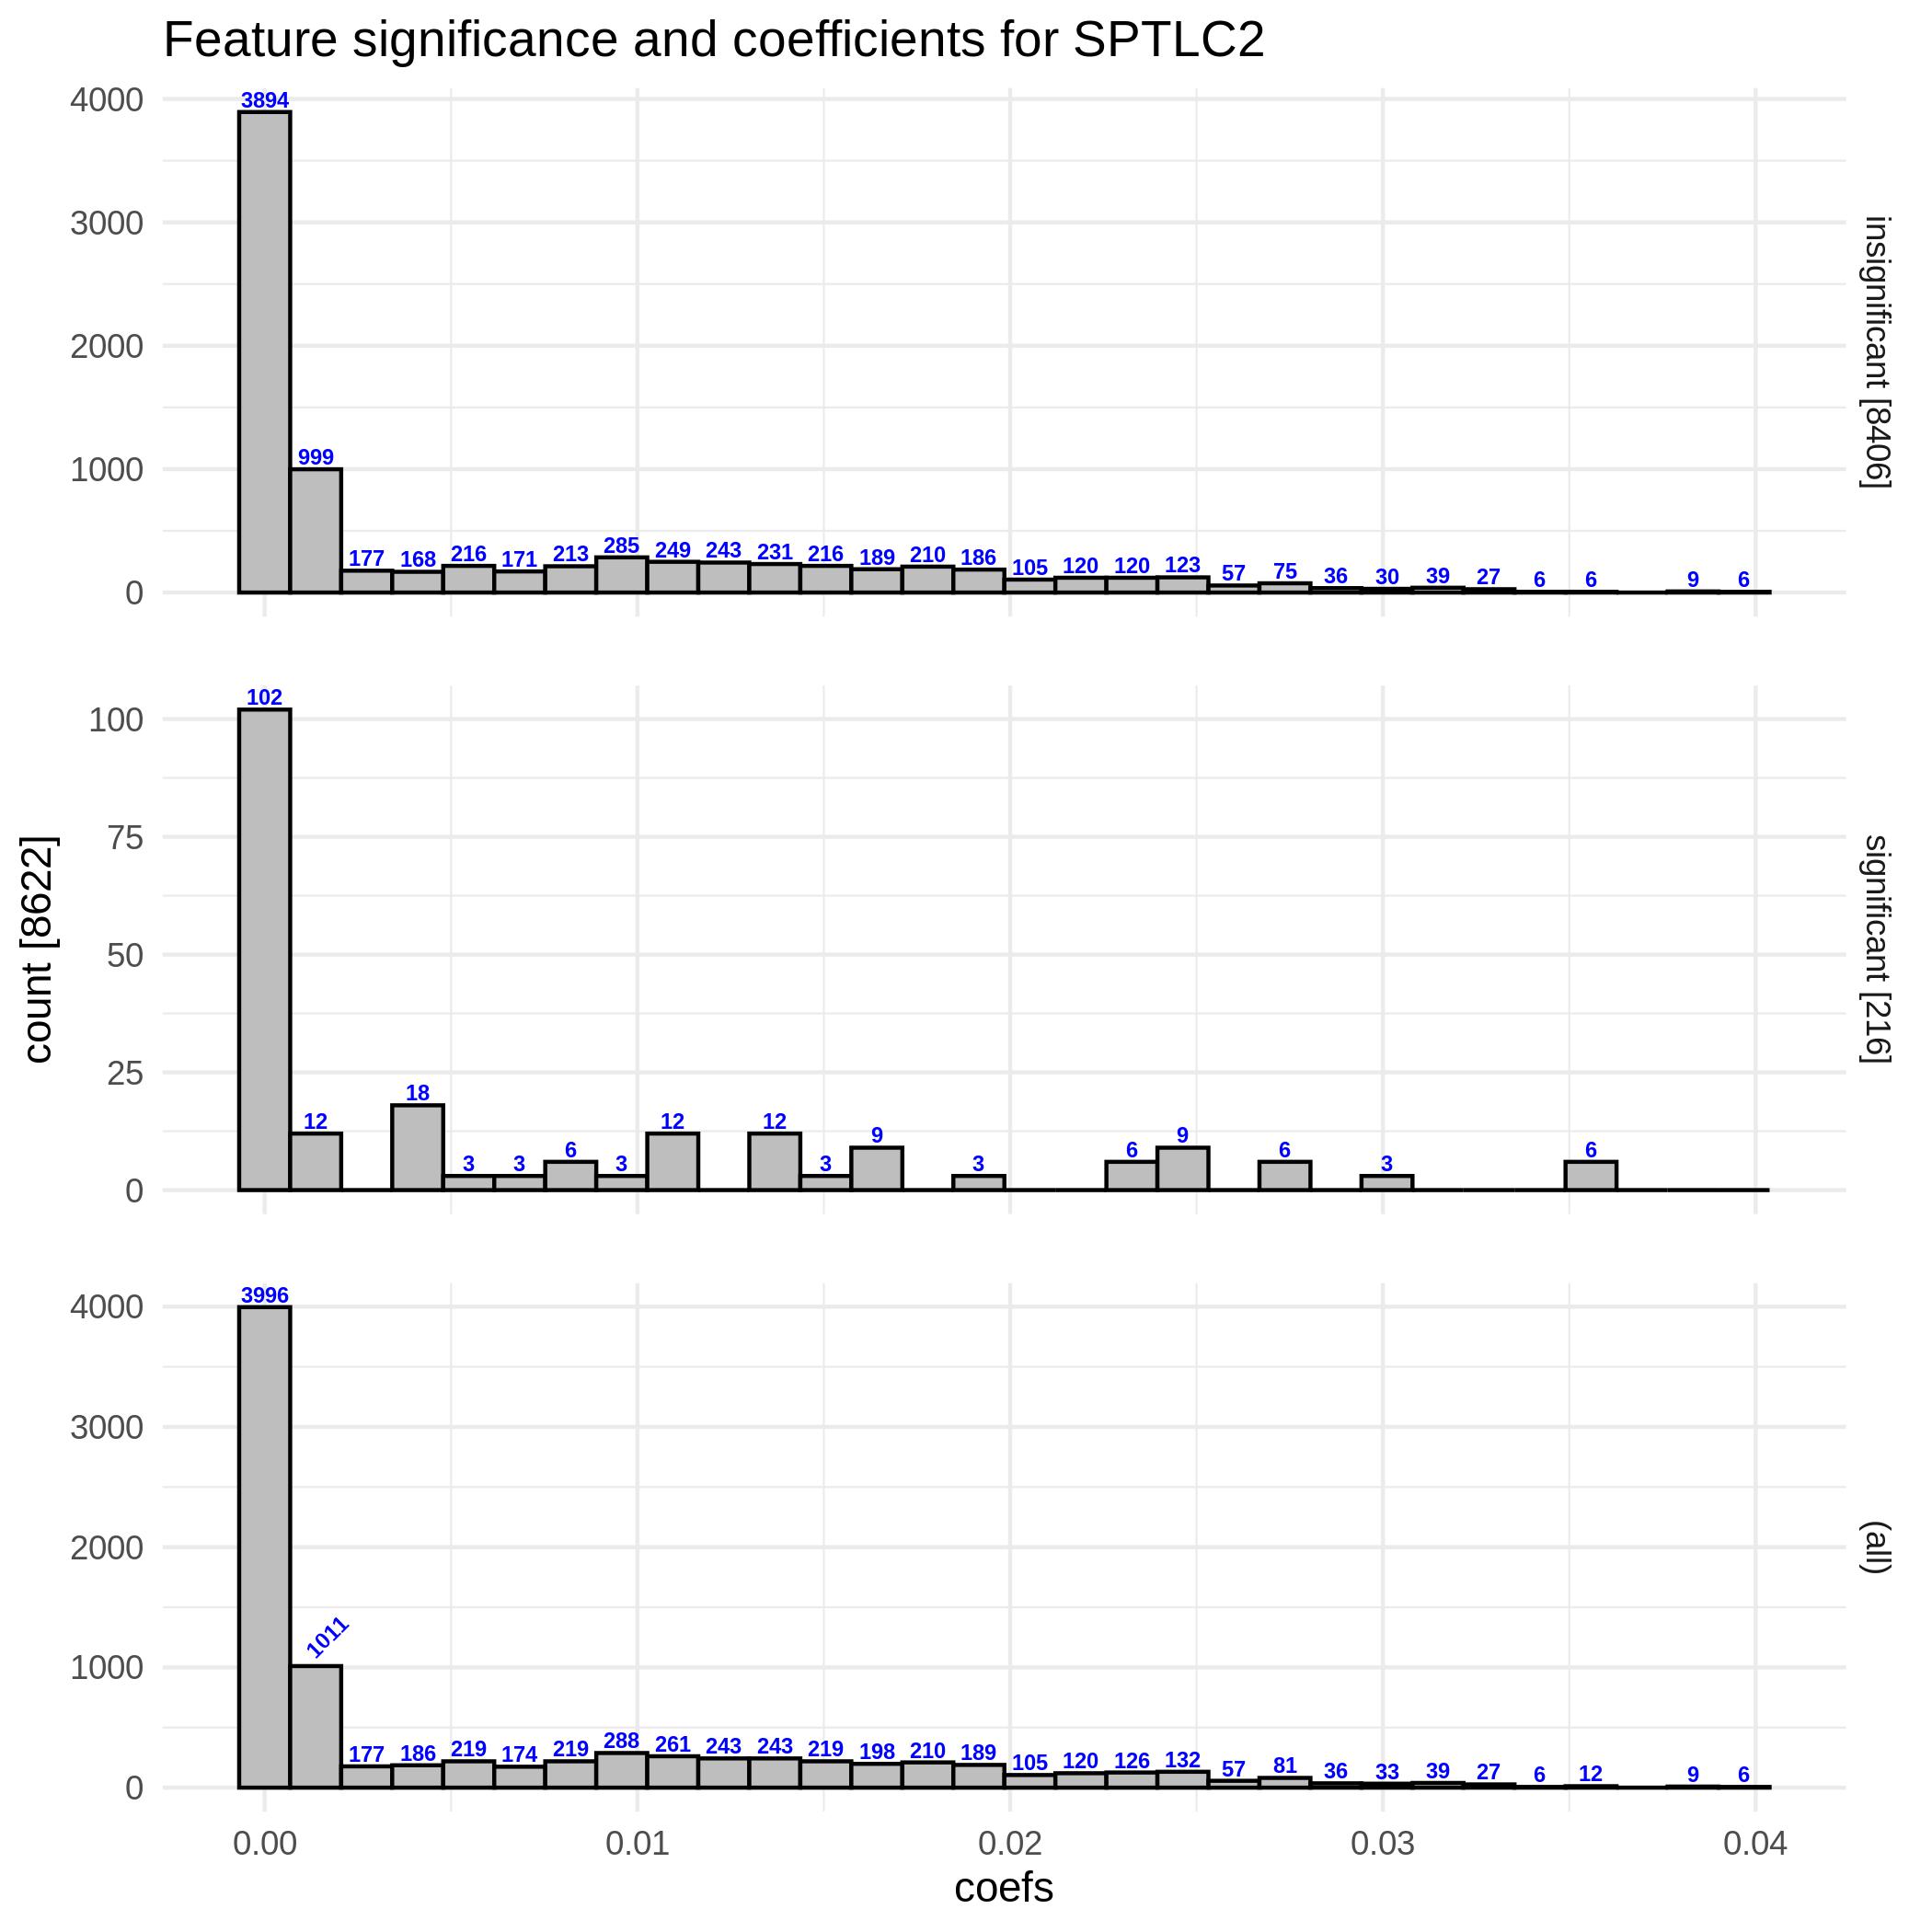 Feature significance and coefficients for SPTLC2
4000
3000
2000
1000
0
3894
999
177 168 216 171 213 285 249 243 231 216 189 210 186 105 120 120 123 57 75 36 30 39 27 6 6 9 6
insignificant [8406]
count [8622]
100
75
50
25
0
102
12 18 3 3 6 3 12 12 3 9 3 6 9 6 3 6
significant [216]
4000
3000
2000
1000
0
3996
1011
177 186 219 174 219 288 261 243 243 219 198 210 189 105 120 126 132 57 81 36 33 39 27 6 12 9 6
(all)
0.00 0.01 0.02 0.03 0.04
coefs